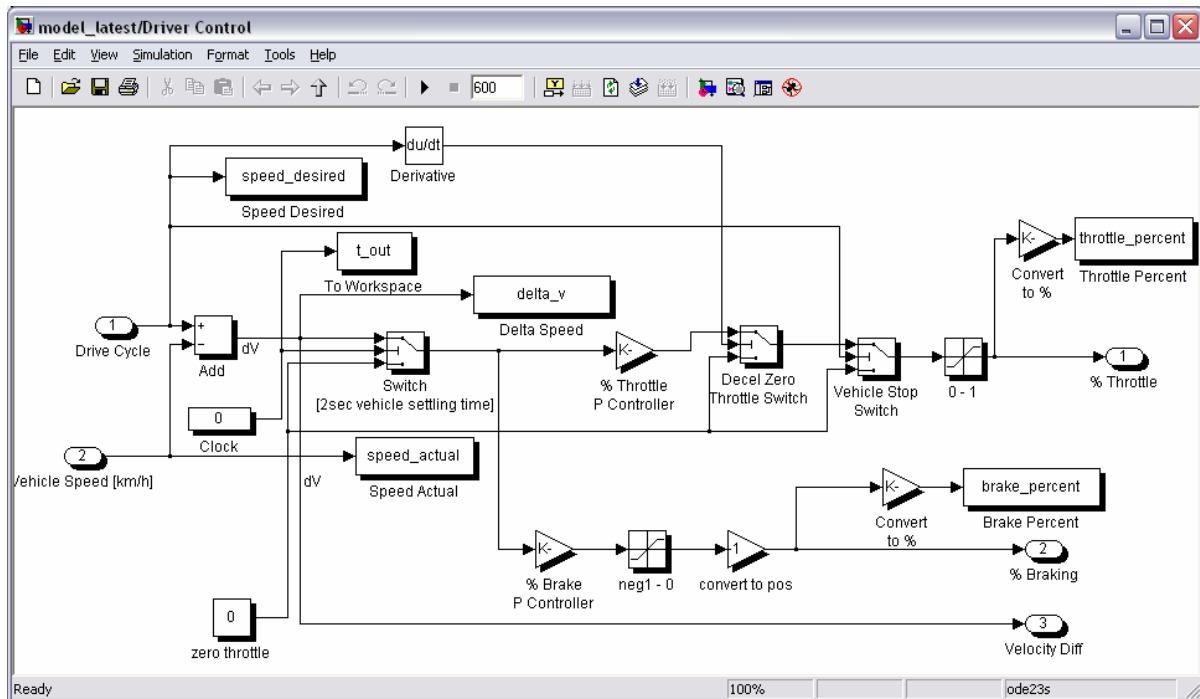 model_latest/Driver Control
File Edit View Simulation Format Tools Help
600
du/dt
Derivative
speed_desired
Speed Desired
t_out
To Workspace
delta_v
Delta Speed
K-
Convert
to %
throttle_percent
Throttle Percent
1
Drive Cycle
+
−
Add
dV
Switch
[2sec vehicle settling time]
K-
% Throttle
P Controller
Decel Zero
Throttle Switch
Vehicle Stop
Switch
0 - 1
1
% Throttle
0
Clock
2
Vehicle Speed [km/h]
dV
speed_actual
Speed Actual
K-
Convert
to %
brake_percent
Brake Percent
K-
% Brake
P Controller
neg1 - 0
-1
convert to pos
2
% Braking
0
zero throttle
3
Velocity Diff
Ready
100%
ode23s